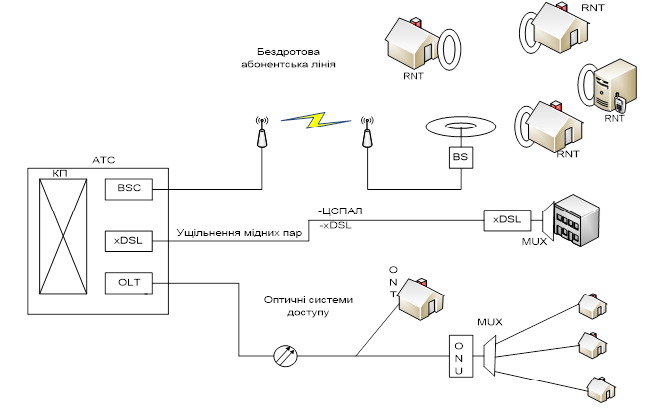 RNT
Бездротова
абонентська лінія
RNT
RNT
RNT
АТС
КП
BSC
BS
xDSL
Ущільнення мідних пар
-ЦСПАЛ
-xDSL
xDSL
MUX
OLT
Оптичні системи
доступу
O
N
T
MUX
O
N
U